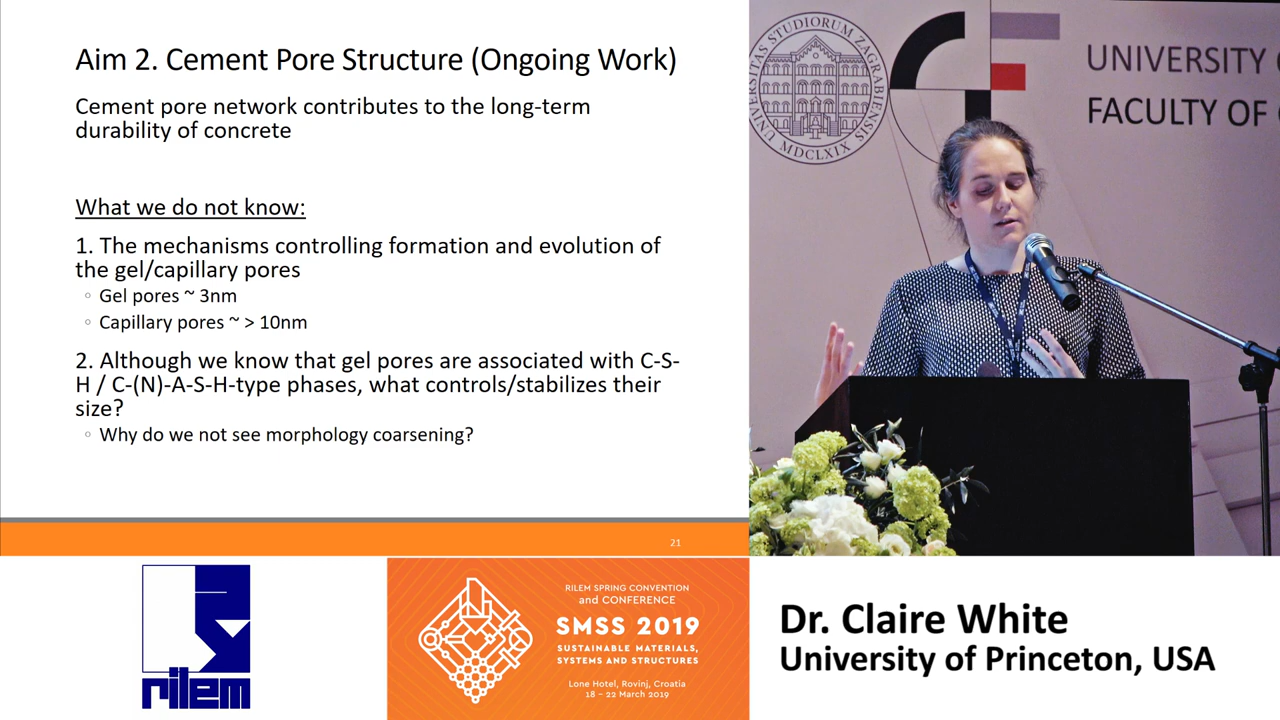 Aim 2. Cement Pore Structure (Ongoing Work)
Cement pore network contributes to the long-term
durability of concrete
What we do not know:
1. The mechanisms controlling formation and evolution of
the gel/capillary pores
Gel pores ~ 3nm
Capillary pores ~ > 10nm
2. Although we know that gel pores are associated with C-S-
H / C-(N)-A-S-H-type phases, what controls/stabilizes their
size?
Why do we not see morphology coarsening?
21
UNIVERSITAS STUDIORUM ZAGRABIENSIS
MDCLXIX
UNIVERSITY
FACULTY OF
rilem
RILEM SPRING CONVENTION
and CONFERENCE
SMSS 2019
SUSTAINABLE MATERIALS,
SYSTEMS AND STRUCTURES
Lone Hotel, Rovinj, Croatia
18 – 22 March 2019
Dr. Claire White
University of Princeton, USA